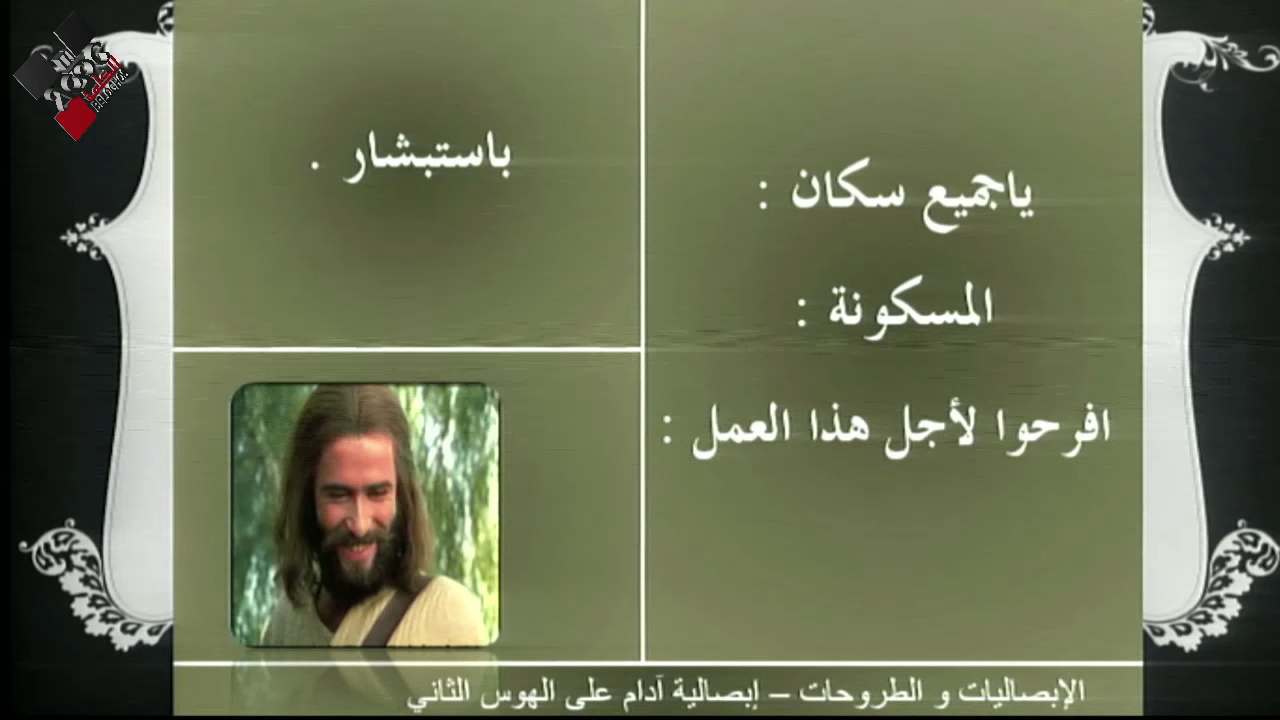 ياجميع سكان :
المسكونة :
افرحوا لأجل هذا العمل :
باستبشار .
الإبصاليات و الطروحات – إبصالية آدام على الهوس الثاني